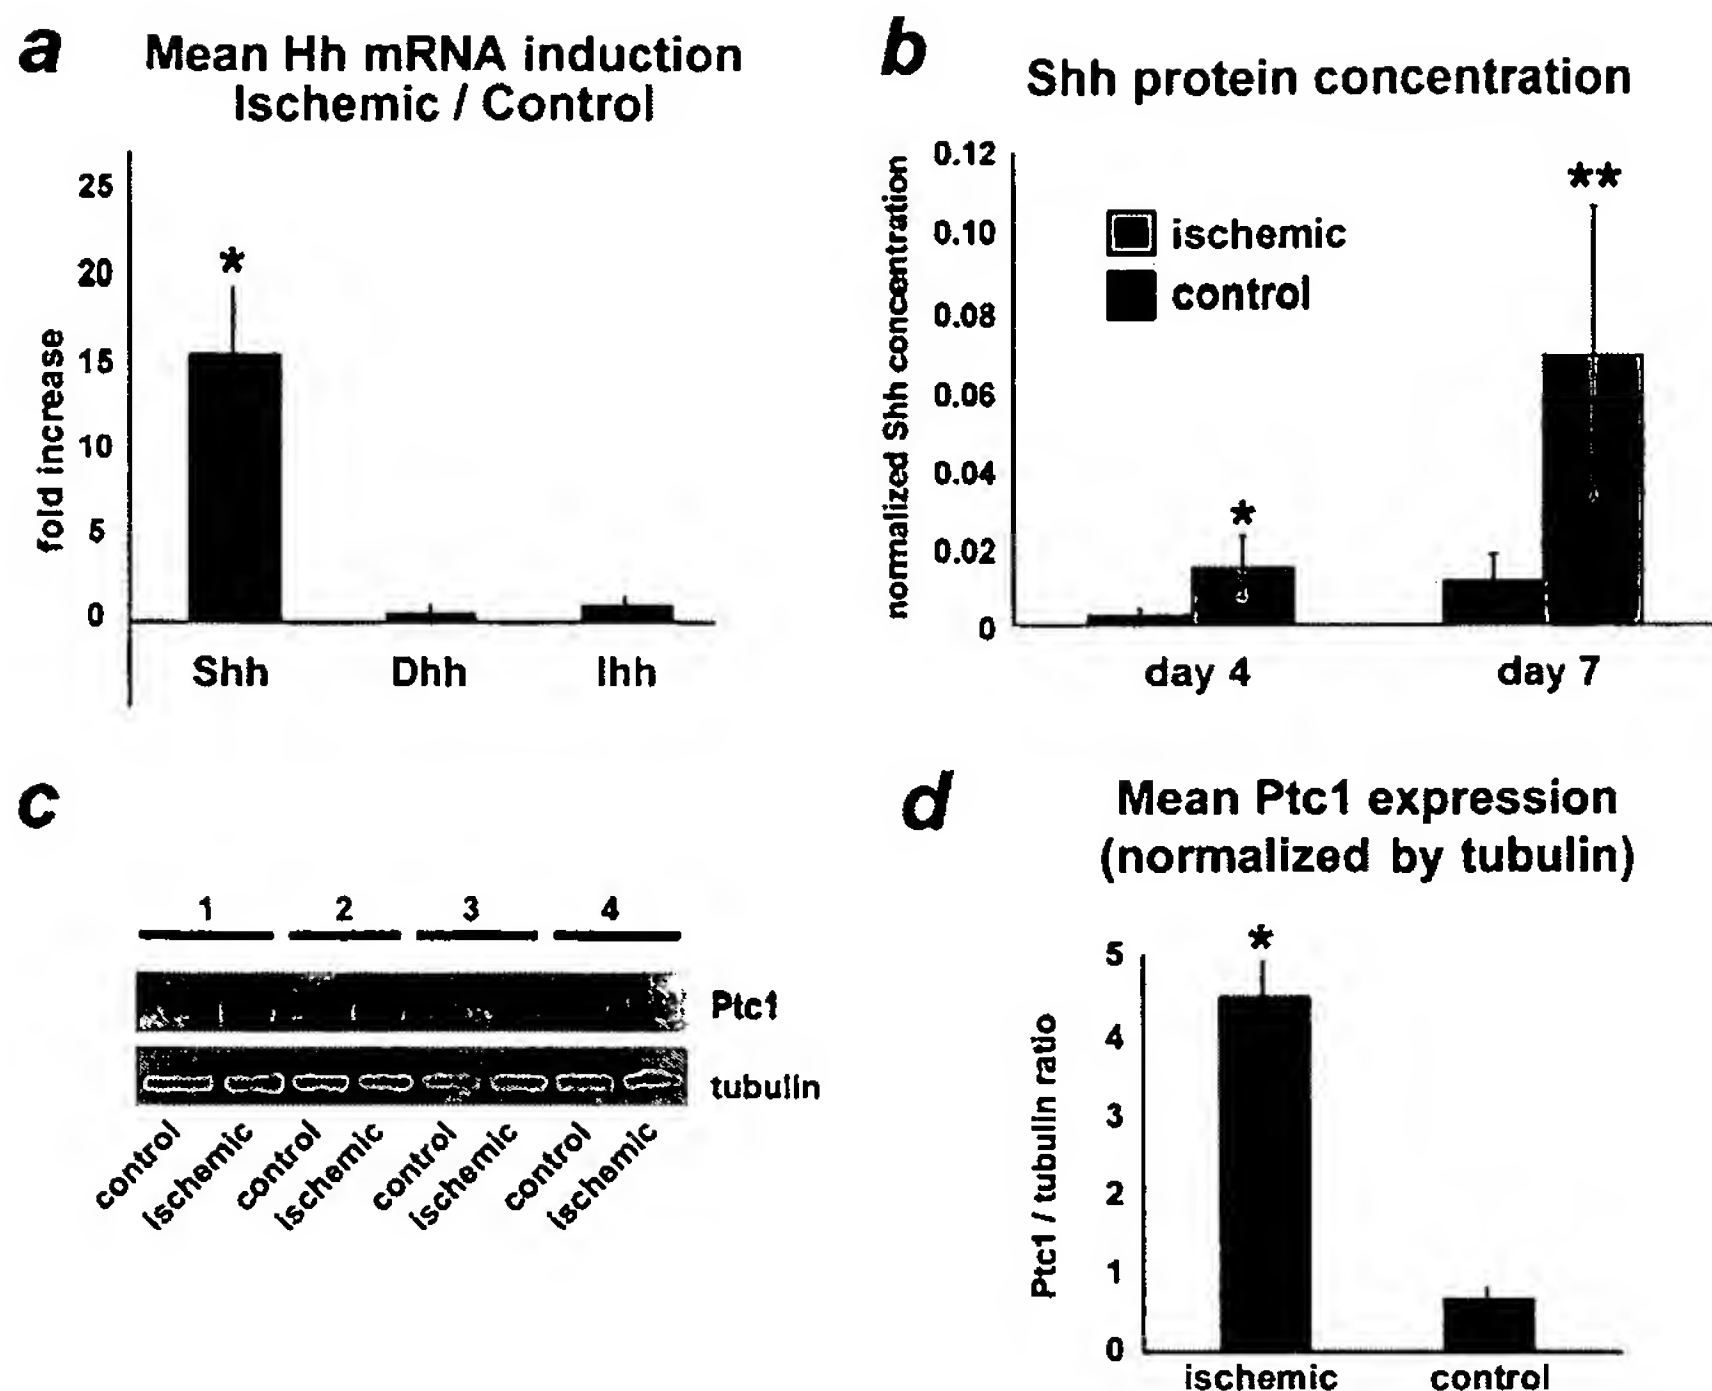 a
Mean Hh mRNA induction
Ischemic / Control
fold increase
25
20
15
10
5
0
*
Shh
Dhh
Ihh
b
Shh protein concentration
normalized Shh concentration
0.12
0.10
0.08
0.06
0.04
0.02
0
ischemic
control
*
**
day 4
day 7
c
1
2
3
4
Ptc1
tubulin
control
ischemic
control
ischemic
control
ischemic
control
ischemic
d
Mean Ptc1 expression
(normalized by tubulin)
Ptc1 / tubulin ratio
5
4
3
2
1
0
*
ischemic
control